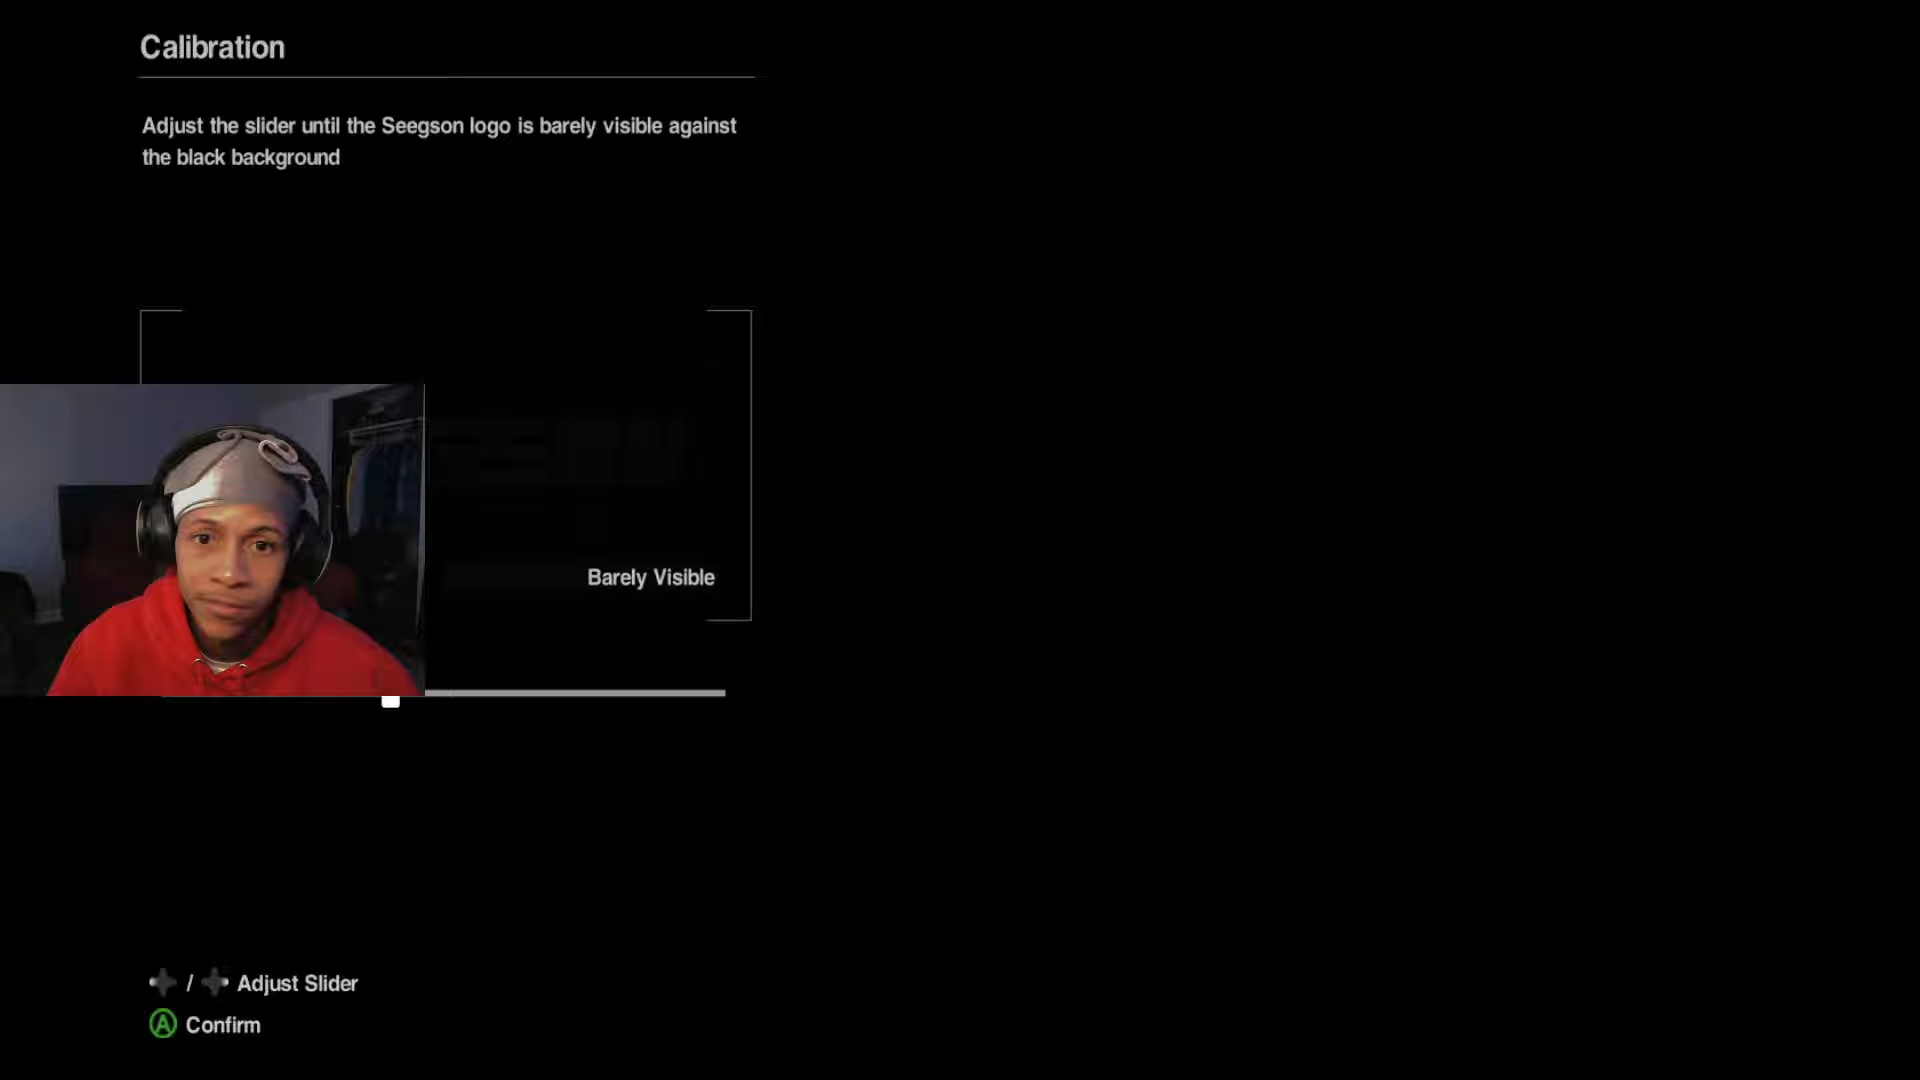 Calibration
Adjust the slider until the Seegson logo is barely visible against
the black background
Barely Visible
/ Adjust Slider
A Confirm